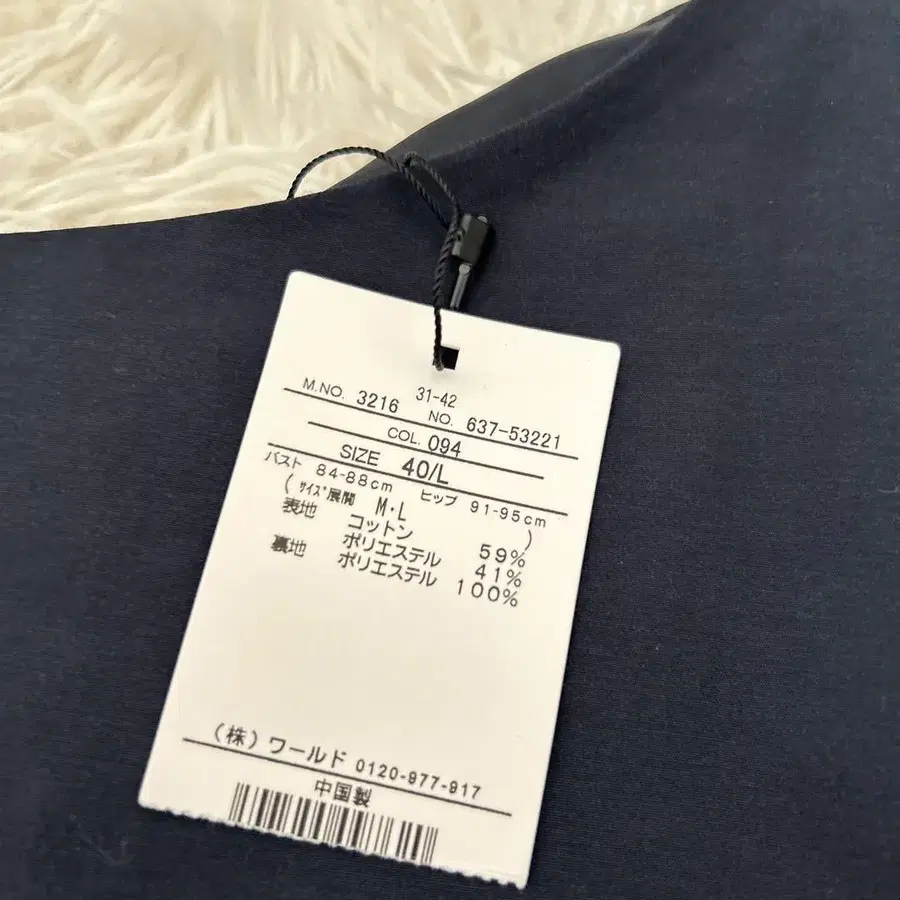 31-42
M.NO. 3216 NO. 637-53221
COL. 094
SIZE 40/L
バスト 84-88cm ヒップ 91-95cm
(ｻｲｽﾞ展開 M・L )
表地 コットン 59%
ポリエステル 41%
裏地 ポリエステル 100%
(株)ワールド 0120-977-917
中国製